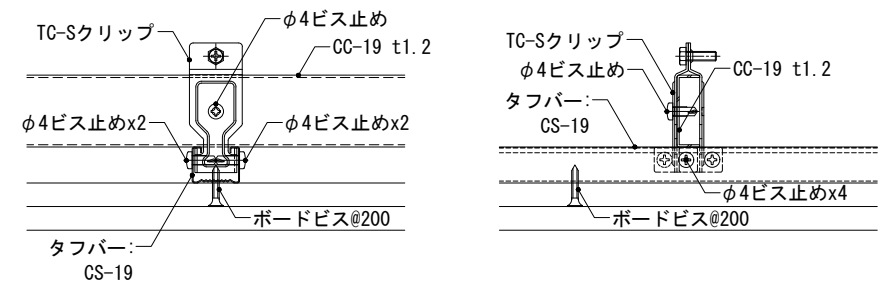 φ4ビス止め
TC-Sクリップ
CC-19 t1.2
φ4ビス止めx2
φ4ビス止めx2
ボードビス@200
タフバー:
CS-19
TC-Sクリップ
φ4ビス止め
CC-19 t1.2
タフバー:
CS-19
φ4ビス止めx4
ボードビス@200